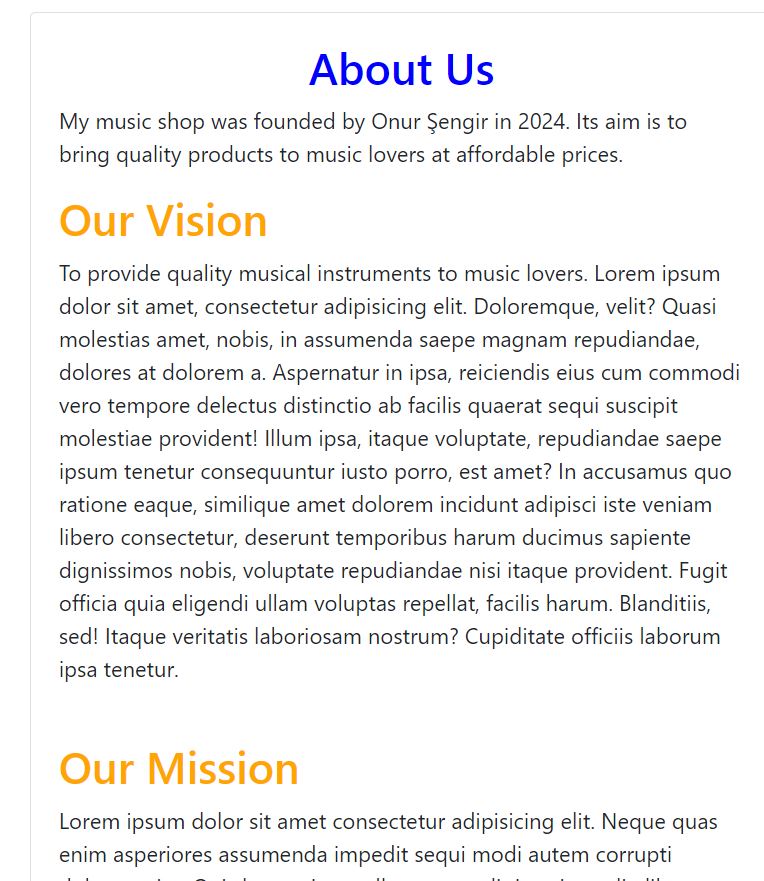 About Us
My music shop was founded by Onur Şengir in 2024. Its aim is to
bring quality products to music lovers at affordable prices.
Our Vision
To provide quality musical instruments to music lovers. Lorem ipsum
dolor sit amet, consectetur adipisicing elit. Doloremque, velit? Quasi
molestias amet, nobis, in assumenda saepe magnam repudiandae,
dolores at dolorem a. Aspernatur in ipsa, reiciendis eius cum commodi
vero tempore delectus distinctio ab facilis quaerat sequi suscipit
molestiae provident! Illum ipsa, itaque voluptate, repudiandae saepe
ipsum tenetur consequuntur iusto porro, est amet? In accusamus quo
ratione eaque, similique amet dolorem incidunt adipisci iste veniam
libero consectetur, deserunt temporibus harum ducimus sapiente
dignissimos nobis, voluptate repudiandae nisi itaque provident. Fugit
officia quia eligendi ullam voluptas repellat, facilis harum. Blanditiis,
sed! Itaque veritatis laboriosam nostrum? Cupiditate officiis laborum
ipsa tenetur.
Our Mission
Lorem ipsum dolor sit amet consectetur adipisicing elit. Neque quas
enim asperiores assumenda impedit sequi modi autem corrupti